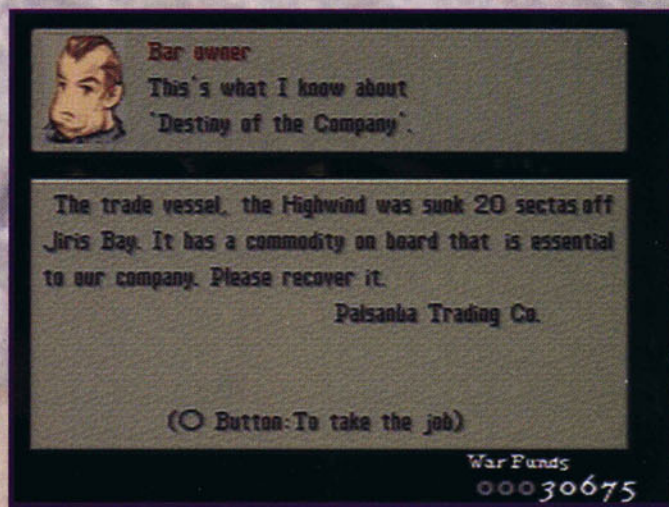 Bar owner
This's what I know about
'Destiny of the Company'.
The trade vessel, the Highwind was sunk 20 sectas off
Jiris Bay. It has a commodity on board that is essential
to our company. Please recover it.
Palsanba Trading Co.
(O Button:To take the job)
War Funds
00030675